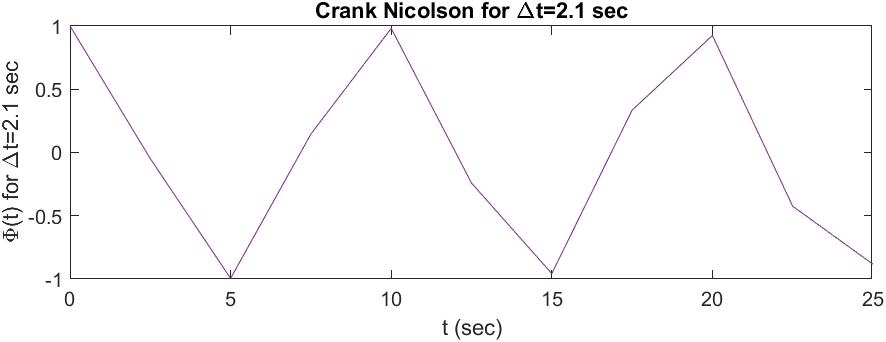 Crank Nicolson for Δt=2.1 sec
Φ(t) for Δt=2.1 sec
1
0.5
0
-0.5
-1
0 5 10 15 20 25
t (sec)